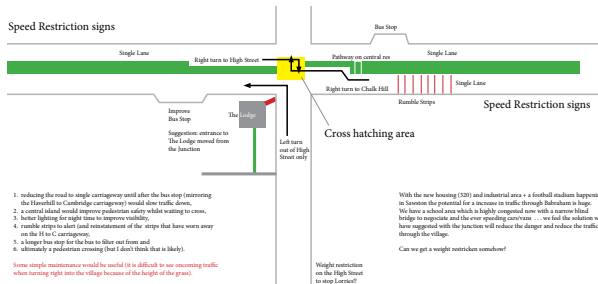 Speed Restriction signs
Bus Stop
Single Lane
Right turn to High Street
Pathway on central res
Single Lane
Right turn to Chalk Hill
Single Lane
Rumble Strips
Speed Restriction signs
Improve
Bus Stop
The Lodge
Suggestion: entrance to
The Lodge moved from
the Junction
Left turn
out of High
Street only
Cross hatching area
1. reducing the road to single carriageway until after the bus stop (mirroring
the Haverhill to Cambridge carriageway) would slow traffic down,
2. a central island would improve pedestrian safety whilst waiting to cross,
3. better lighting for night time to improve visibility,
4. rumble strips to alert (and reinstatement of the strips that have worn away
on the H to C carriageway,
5. a longer bus stop for the bus to filter out from and
6. ultimately a pedestrian crossing (but I don't think that is likely).
Some simple maintenance would be useful (it is difficult to see oncoming traffic
when turning right into the village because of the height of the grass).
Weight restriction
on the High Street
to stop Lorries!!
With the new housing (320) and industrial area + a football stadium happeni
in Sawston the potential for a increase in traffic through Babraham is huge.
We have a school area which is highly congested now with a narrow blind
bridge to negociate and the ever speeding cars/vans . . . we feel the solution w
have suggested with the junction will reduce the danger and reduce the traffic
through the village.
Can we get a weight restricken somehow!